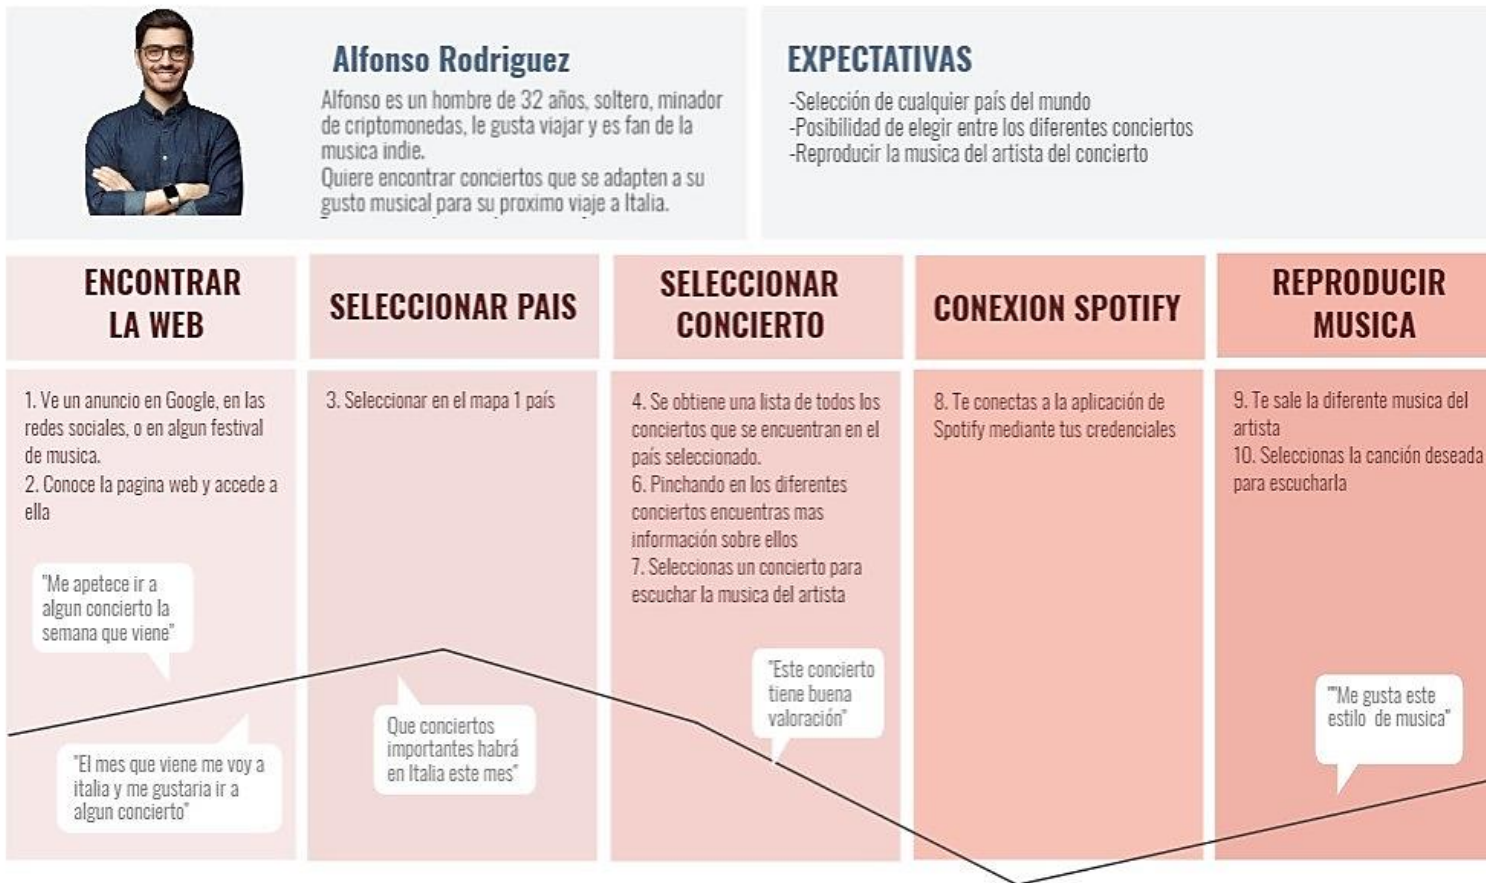 Alfonso Rodriguez
Alfonso es un hombre de 32 años, soltero, minador
de criptomonedas, le gusta viajar y es fan de la
musica indie.
Quiere encontrar conciertos que se adapten a su
gusto musical para su proximo viaje a Italia.
EXPECTATIVAS
-Selección de cualquier país del mundo
-Posibilidad de elegir entre los diferentes conciertos
-Reproducir la musica del artista del concierto
ENCONTRAR
LA WEB
1. Ve un anuncio en Google, en las
redes sociales, o en algun festival
de musica.
2. Conoce la pagina web y accede a
ella
"Me apetece ir a
algun concierto la
semana que viene"
"El mes que viene me voy a
italia y me gustaria ir a
algun concierto"
SELECCIONAR PAIS
3. Seleccionar en el mapa 1 país
Que conciertos
importantes habrá
en Italia este mes"
SELECCIONAR
CONCIERTO
4. Se obtiene una lista de todos los
conciertos que se encuentran en el
país seleccionado.
6. Pinchando en los diferentes
conciertos encuentras mas
información sobre ellos
7. Seleccionas un concierto para
escuchar la musica del artista
"Este concierto
tiene buena
valoración"
CONEXION SPOTIFY
8. Te conectas a la aplicación de
Spotify mediante tus credenciales
REPRODUCIR
MUSICA
9. Te sale la diferente musica del
artista
10. Seleccionas la canción deseada
para escucharla
""Me gusta este
estilo de musica"